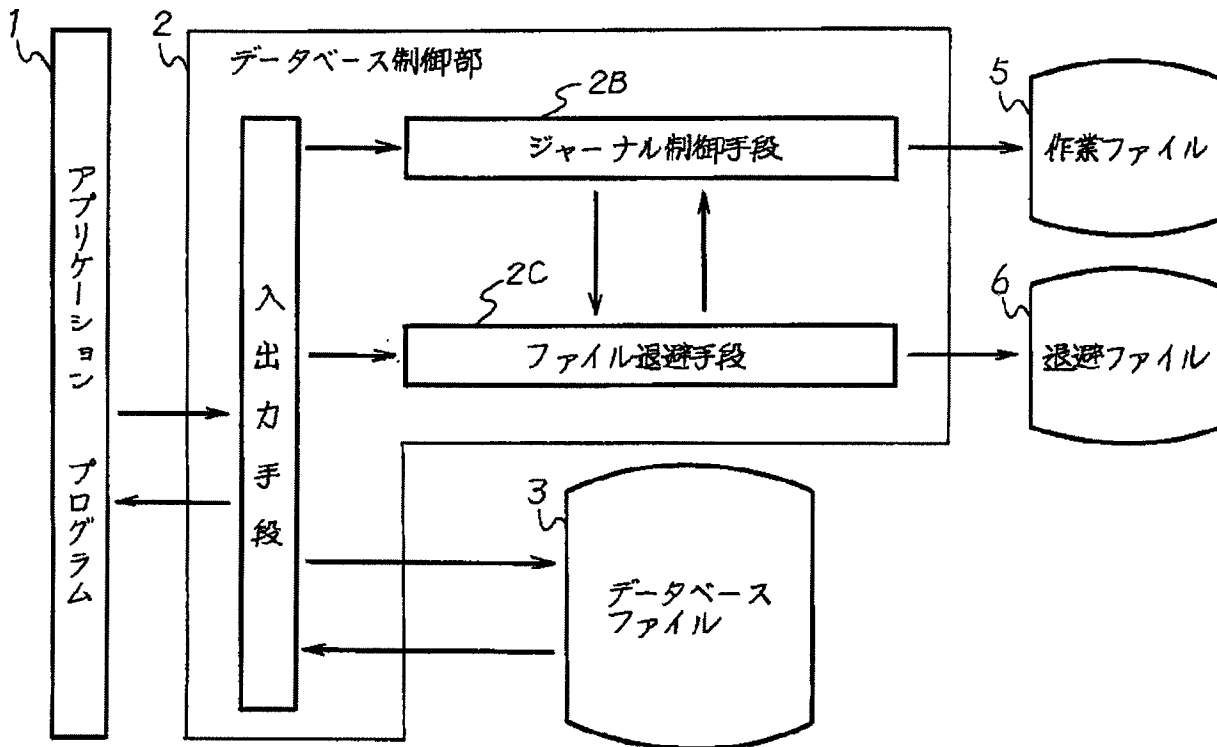 1
アプリケーション プログラム
2
データベース制御部
入出力手段
2B
ジャーナル制御手段
2C
ファイル退避手段
5
作業ファイル
6
退避ファイル
3
データベース
ファイル